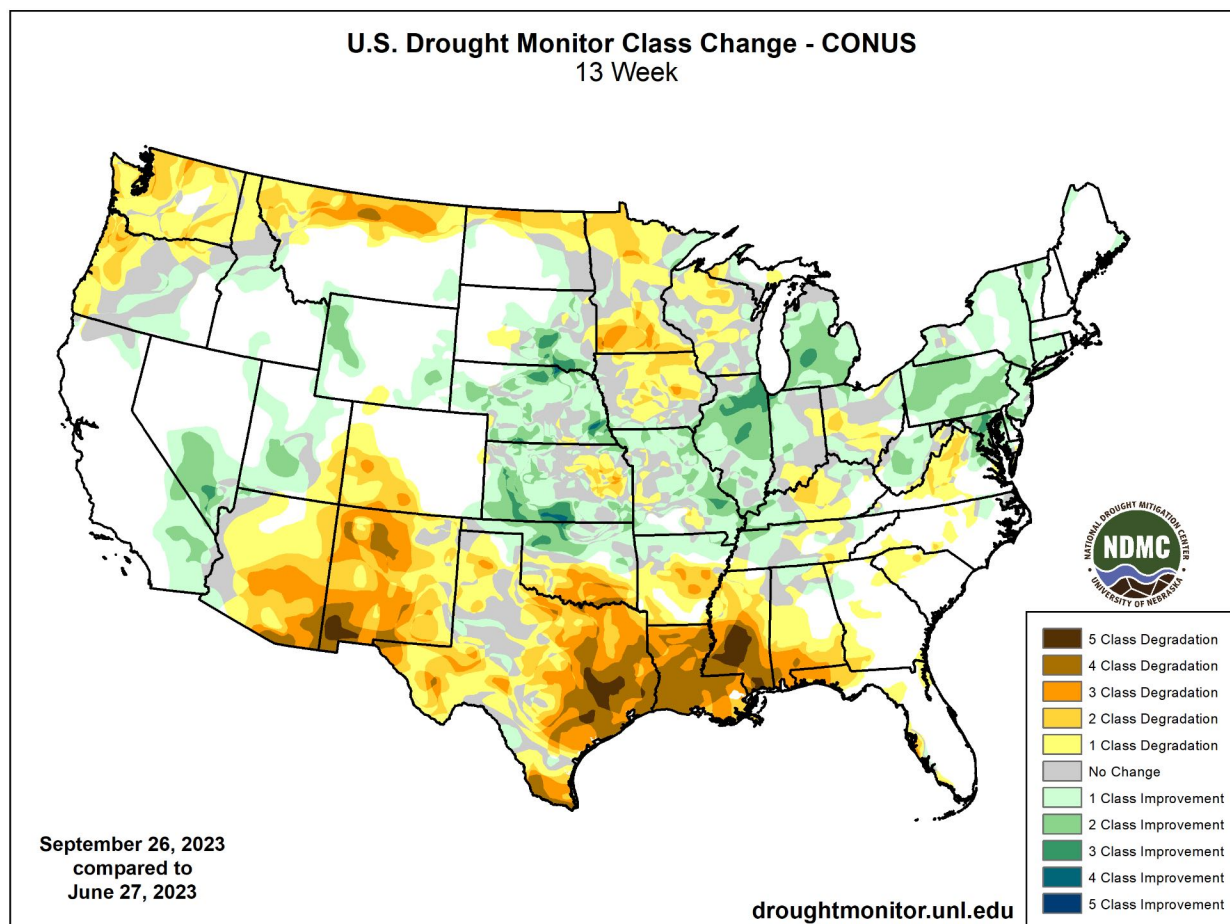 U.S. Drought Monitor Class Change - CONUS
13 Week
NATIONAL DROUGHT MITIGATION CENTER
NDMC
UNIVERSITY OF NEBRASKA
5 Class Degradation
4 Class Degradation
3 Class Degradation
2 Class Degradation
1 Class Degradation
No Change
1 Class Improvement
2 Class Improvement
3 Class Improvement
4 Class Improvement
5 Class Improvement
September 26, 2023
compared to
June 27, 2023
droughtmonitor.unl.edu